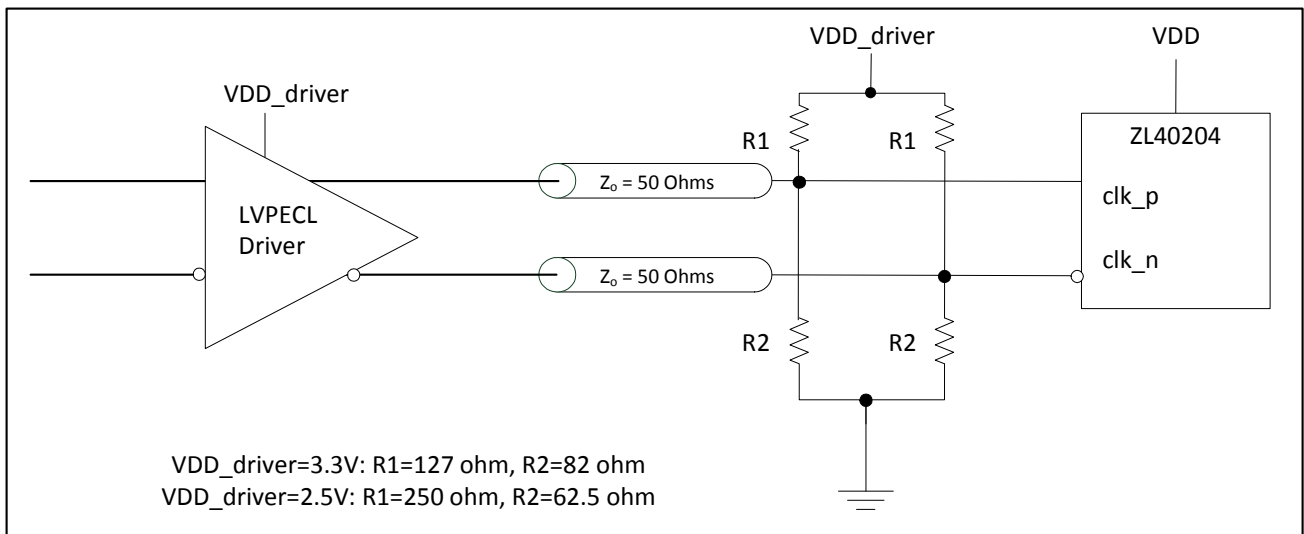 VDD_driver
VDD
VDD_driver
R1
R1
ZL40204
Zₒ = 50 Ohms
clk_p
LVPECL
Driver
clk_n
Zₒ = 50 Ohms
R2
R2
VDD_driver=3.3V: R1=127 ohm, R2=82 ohm
VDD_driver=2.5V: R1=250 ohm, R2=62.5 ohm